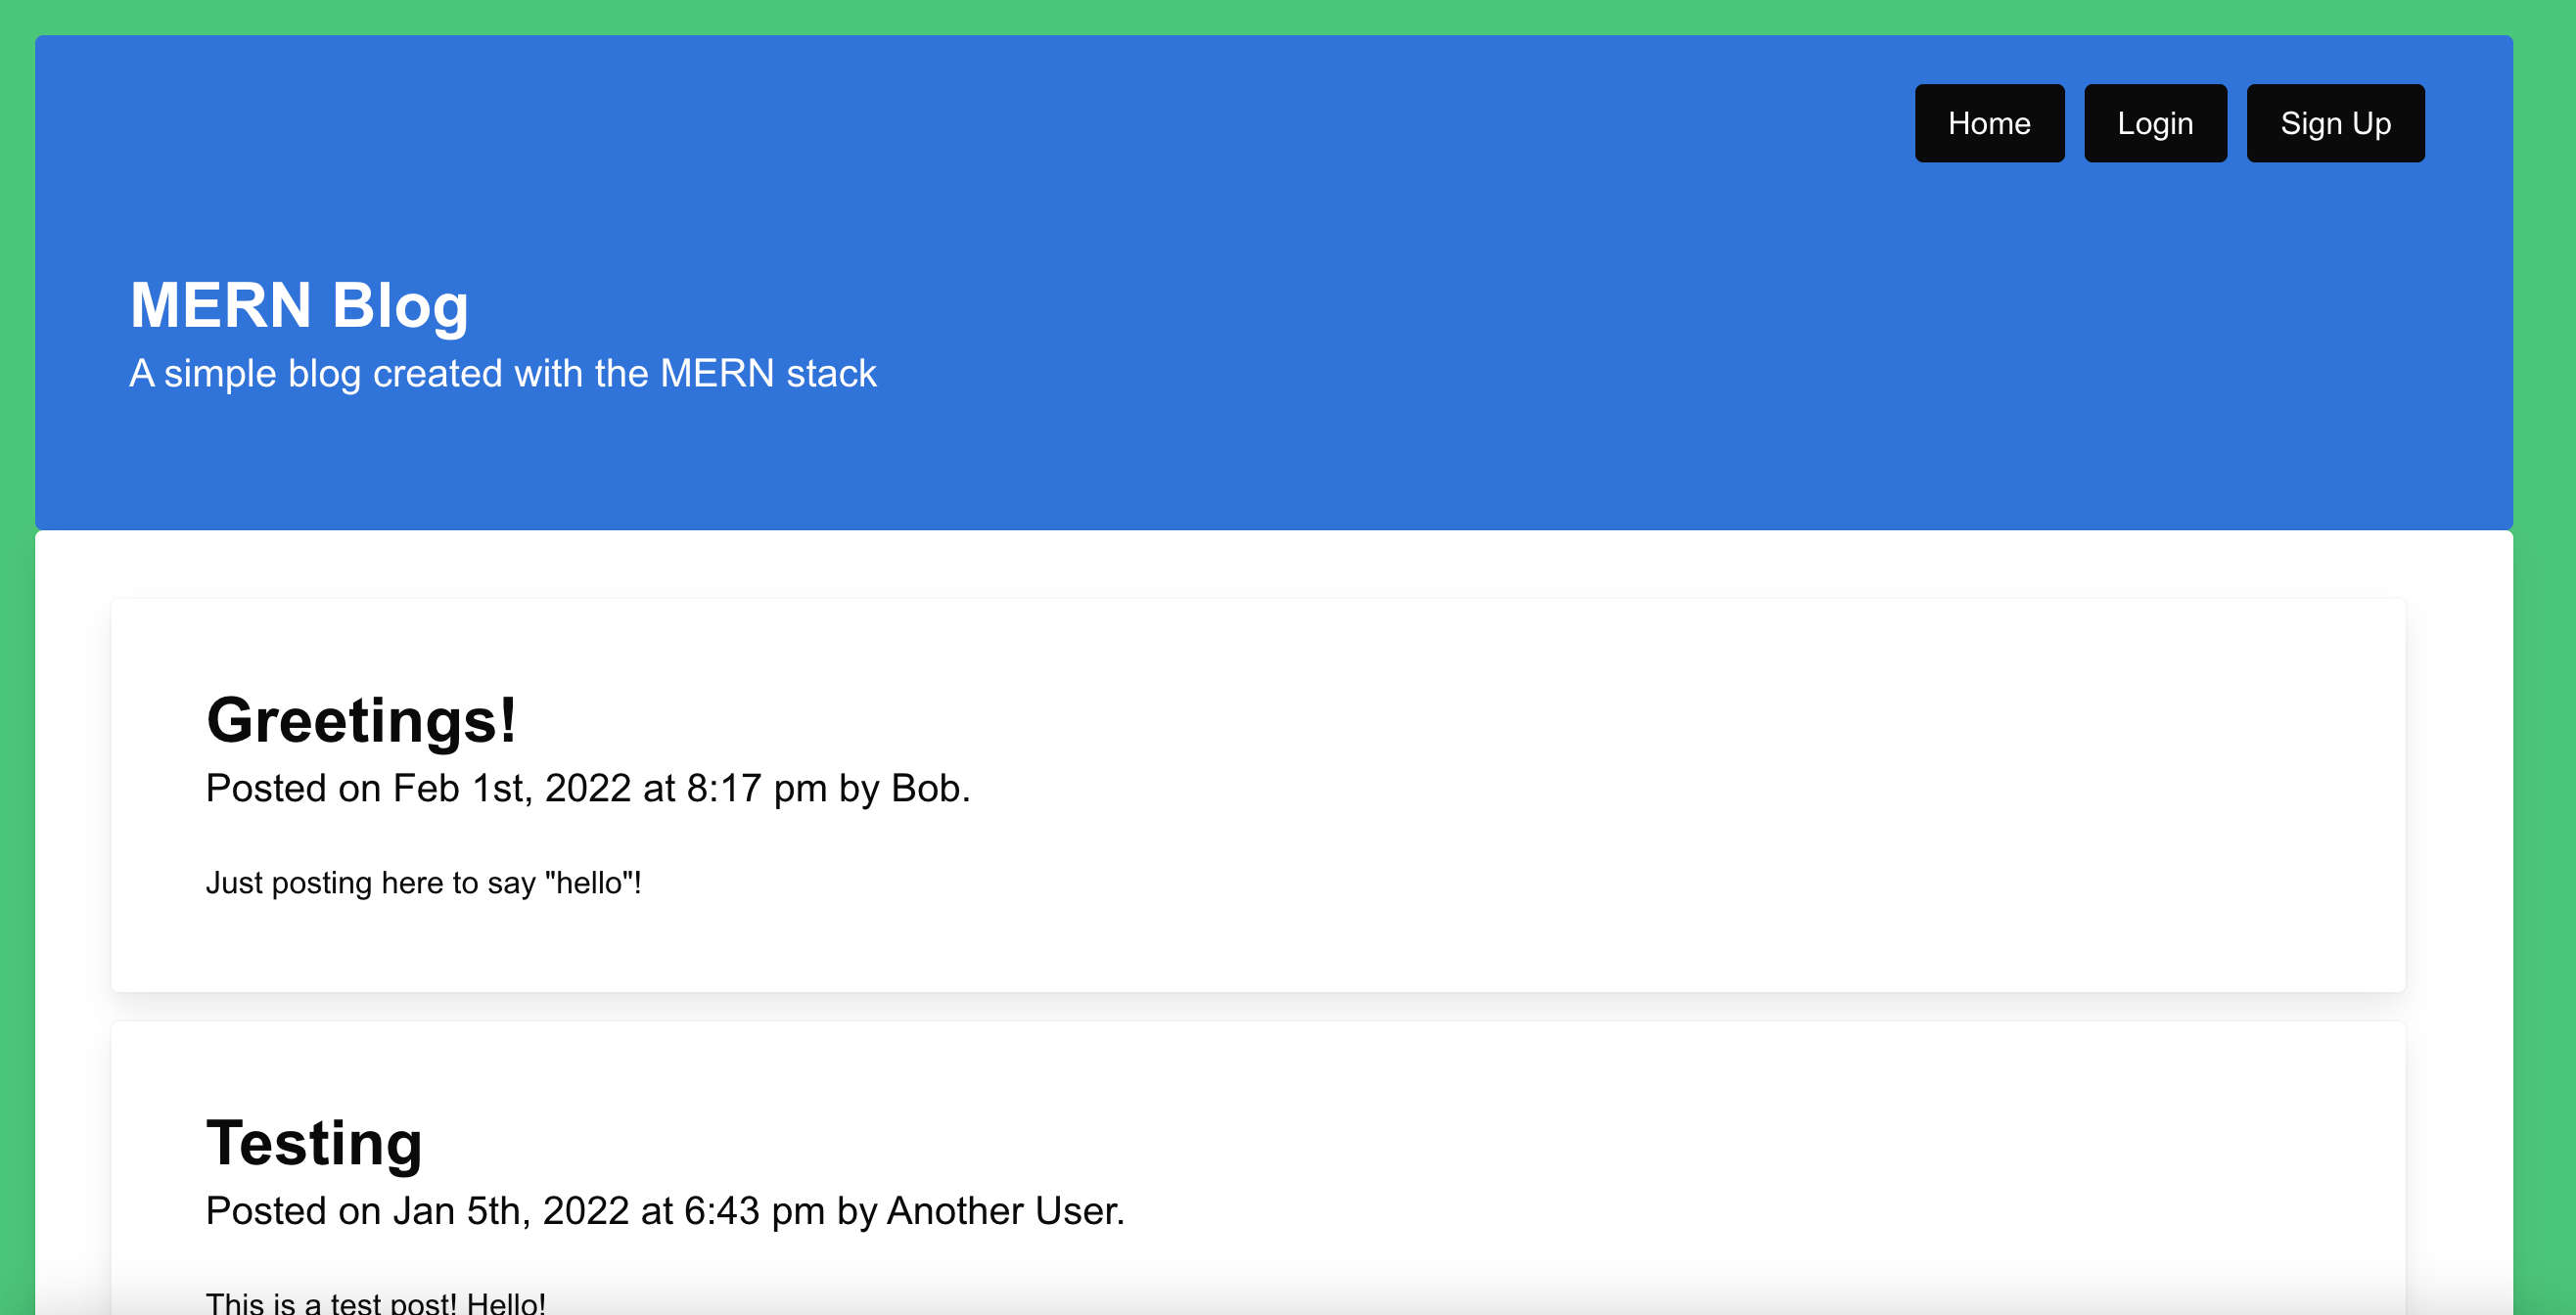 Home Login Sign Up
MERN Blog
A simple blog created with the MERN stack
Greetings!
Posted on Feb 1st, 2022 at 8:17 pm by Bob.
Just posting here to say "hello"!
Testing
Posted on Jan 5th, 2022 at 6:43 pm by Another User.
This is a test post! Hello!